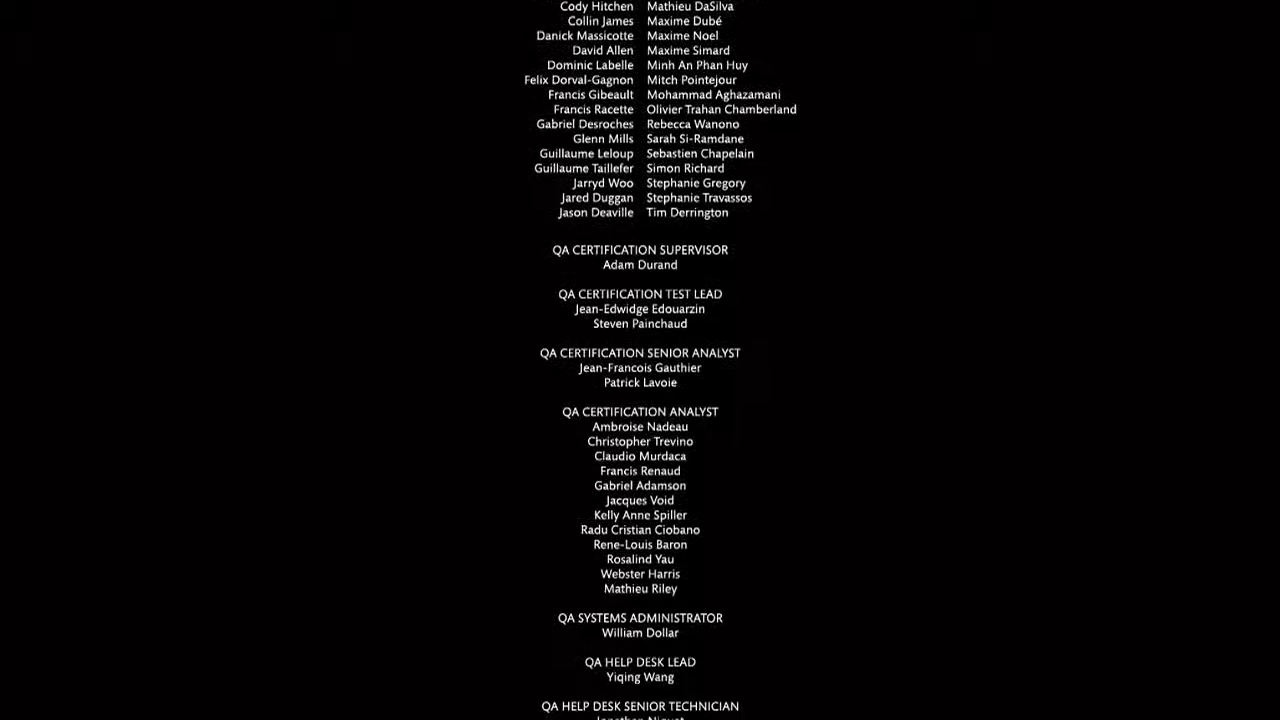 Cody Hitchen Mathieu DaSilva
Collin James Maxime Dubé
Danick Massicotte Maxime Noel
David Allen Maxime Simard
Dominic Labelle Minh An Phan Huy
Felix Dorval-Gagnon Mitch Pointejour
Francis Gibeault Mohammad Aghazamani
Francis Racette Olivier Trahan Chamberland
Gabriel Desroches Rebecca Wanono
Glenn Mills Sarah Si-Ramdane
Guillaume Leloup Sebastien Chapelain
Guillaume Taillefer Simon Richard
Jarryd Woo Stephanie Gregory
Jared Duggan Stephanie Travassos
Jason Deaville Tim Derrington
QA CERTIFICATION SUPERVISOR
Adam Durand
QA CERTIFICATION TEST LEAD
Jean-Edwidge Edouarzin
Steven Painchaud
QA CERTIFICATION SENIOR ANALYST
Jean-Francois Gauthier
Patrick Lavoie
QA CERTIFICATION ANALYST
Ambroise Nadeau
Christopher Trevino
Claudio Murdaca
Francis Renaud
Gabriel Adamson
Jacques Void
Kelly Anne Spiller
Radu Cristian Ciobano
Rene-Louis Baron
Rosalind Yau
Webster Harris
Mathieu Riley
QA SYSTEMS ADMINISTRATOR
William Dollar
QA HELP DESK LEAD
Yiqing Wang
QA HELP DESK SENIOR TECHNICIAN